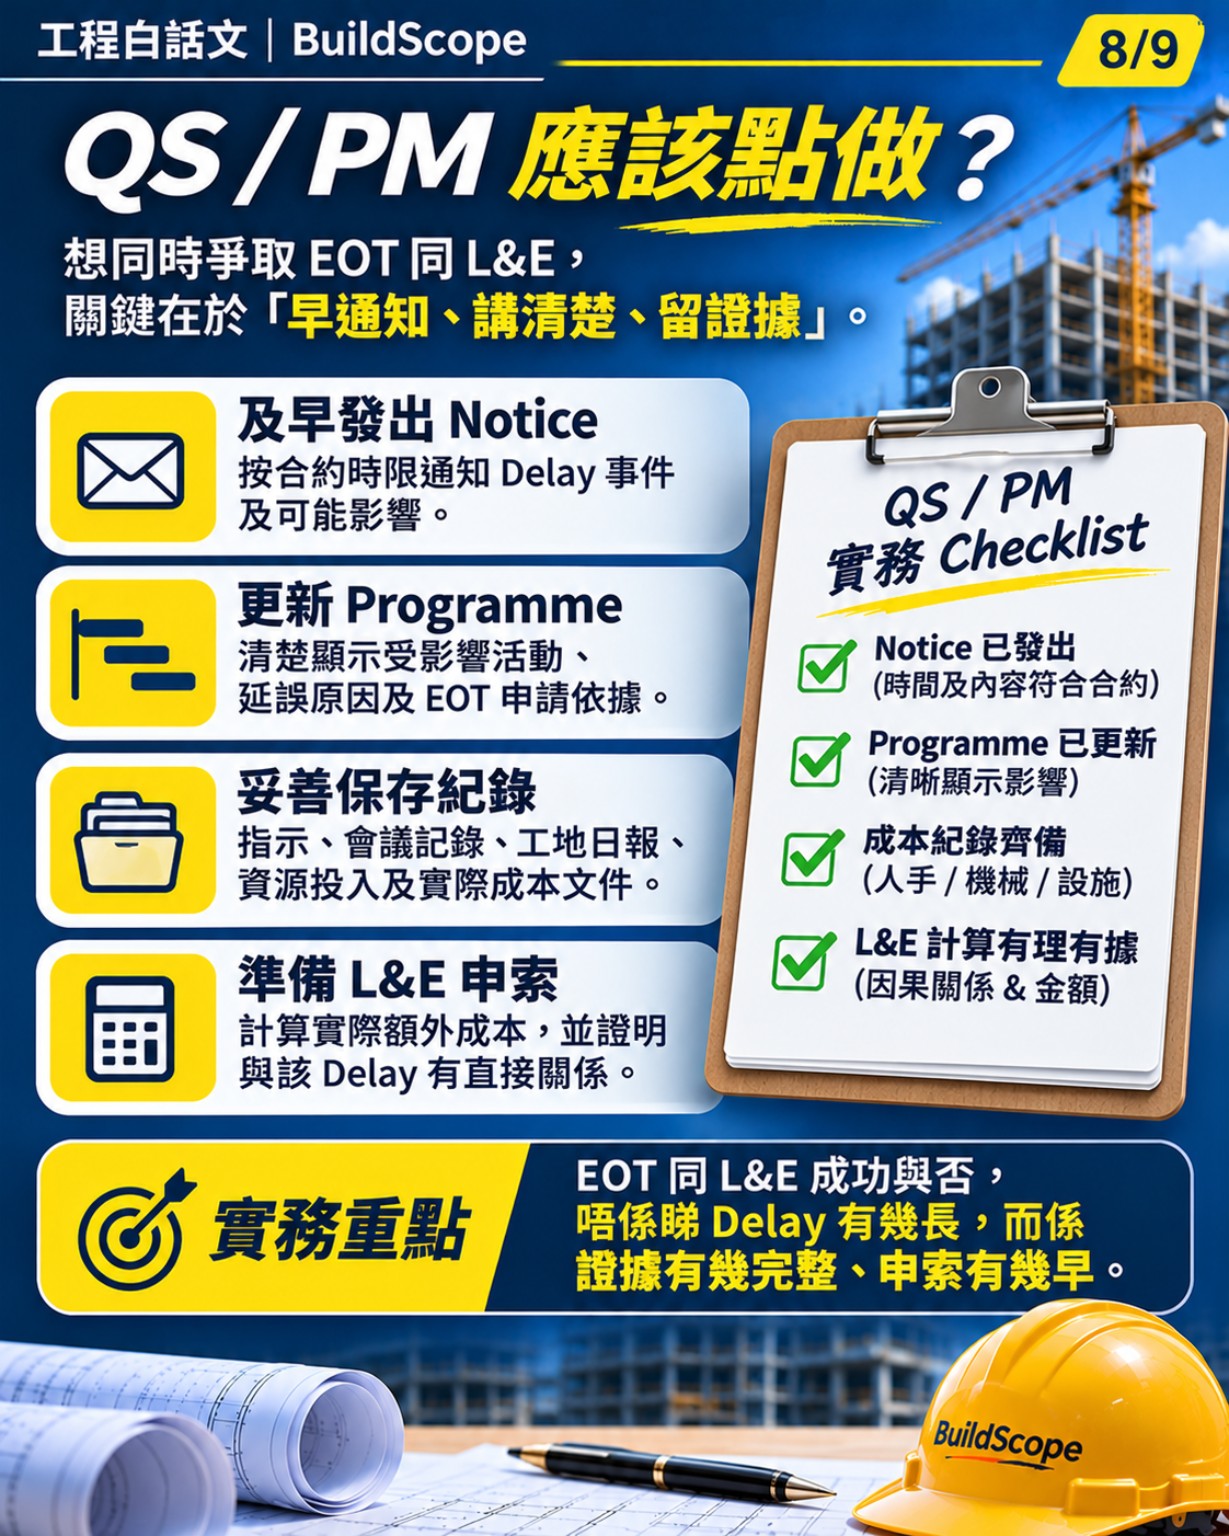 工程白話文｜BuildScope
8/9
QS / PM 應該點做？
想同時爭取 EOT 同 L&E，
關鍵在於「早通知、講清楚、留證據」。
及早發出 Notice
按合約時限通知 Delay 事件
及可能影響。
更新 Programme
清楚顯示受影響活動、
延誤原因及 EOT 申請依據。
妥善保存紀錄
指示、會議記錄、工地日報、
資源投入及實際成本文件。
準備 L&E 申索
計算實際額外成本，並證明
與該 Delay 有直接關係。
QS / PM
實務 Checklist
Notice 已發出
(時間及內容符合合約)
Programme 已更新
(清晰顯示影響)
成本紀錄齊備
(人手 / 機械 / 設施)
L&E 計算有理有據
(因果關係 & 金額)
實務重點
EOT 同 L&E 成功與否，
唔係睇 Delay 有幾長，而係
證據有幾完整、申索有幾早。
BuildScope